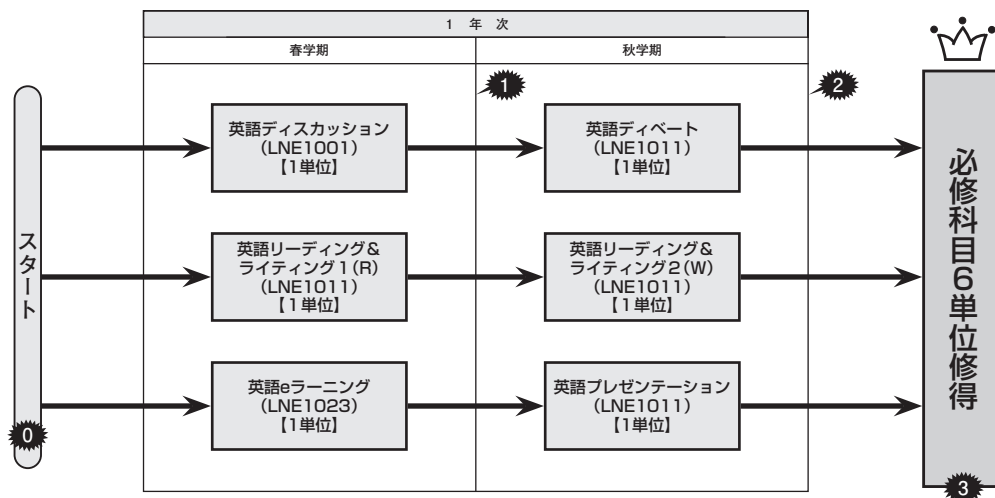 1 年 次
春学期
秋学期
1
2
英語ディスカッション
（LNE1001）
【1単位】
英語ディベート
（LNE1011）
【1単位】
スタート
英語リーディング＆
ライティング1（R）
（LNE1011）
【1単位】
英語リーディング＆
ライティング2（W）
（LNE1011）
【1単位】
必修科目6単位修得
英語eラーニング
（LNE1023）
【1単位】
英語プレゼンテーション
（LNE1011）
【1単位】
0
3